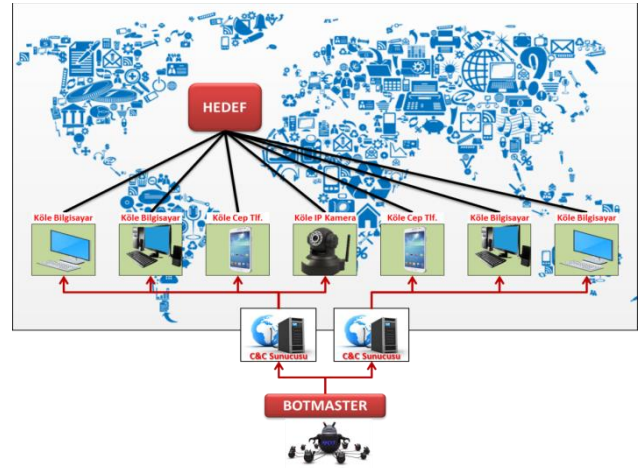 HEDEF
Köle Bilgisayar
Köle Bilgisayar
Köle Cep Tlf.
Köle IP Kamera
Köle Cep Tlf.
Köle Bilgisayar
Köle Bilgisayar
C&C Sunucusu
C&C Sunucusu
BOTMASTER
BOT